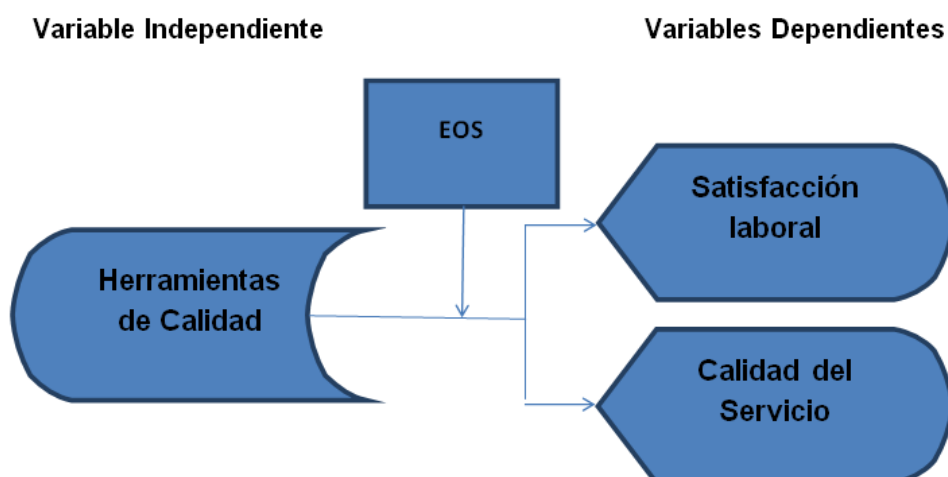 Variable Independiente
Variables Dependientes
EOS
Satisfacción
laboral
Herramientas
de Calidad
Calidad del
Servicio